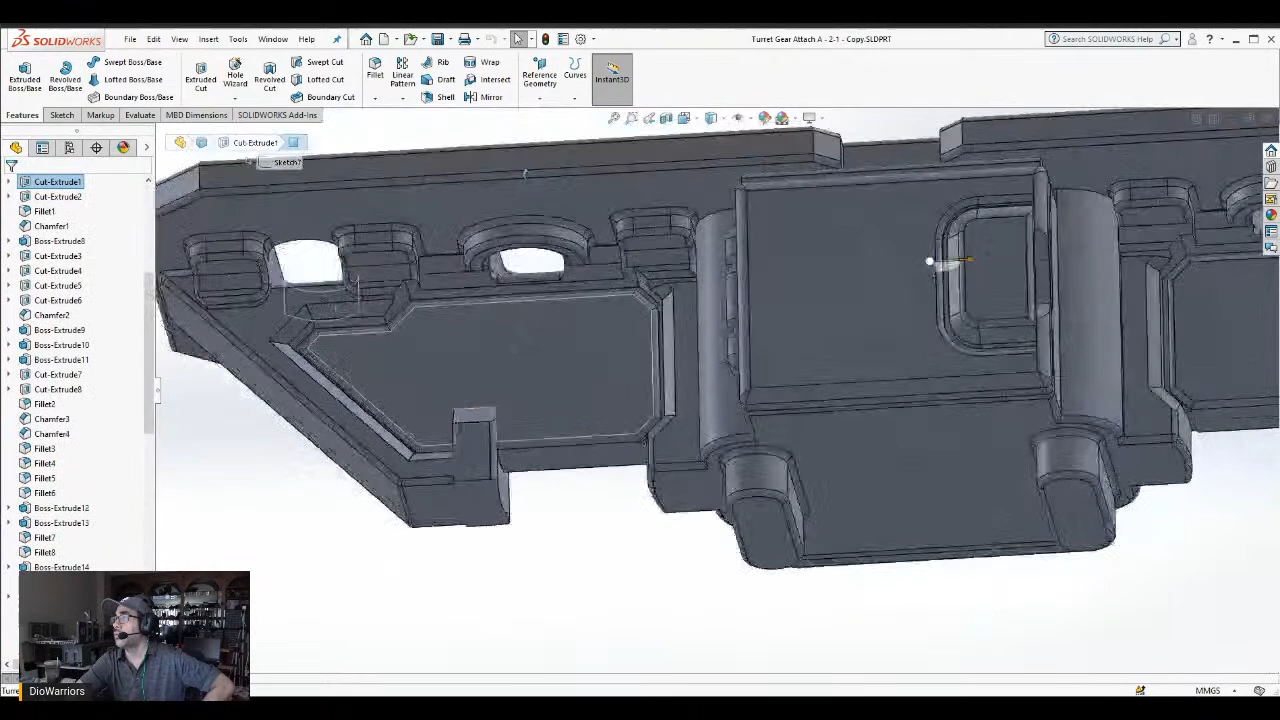 SOLIDWORKS
File Edit View Insert Tools Window Help
Turret Gear Attach A - 2-1 - Copy.SLDPRT
Search SOLIDWORKS Help
Extruded Boss/Base
Revolved Boss/Base
Swept Boss/Base
Lofted Boss/Base
Boundary Boss/Base
Extruded Cut
Hole Wizard
Revolved Cut
Swept Cut
Lofted Cut
Boundary Cut
Fillet
Linear Pattern
Rib
Draft
Shell
Wrap
Intersect
Mirror
Reference Geometry
Curves
Instant3D
Features Sketch Markup Evaluate MBD Dimensions SOLIDWORKS Add-Ins
Cut-Extrude1
Sketch7
Cut-Extrude1
Cut-Extrude2
Fillet1
Chamfer1
Boss-Extrude8
Cut-Extrude3
Cut-Extrude4
Cut-Extrude5
Cut-Extrude6
Chamfer2
Boss-Extrude9
Boss-Extrude10
Boss-Extrude11
Cut-Extrude7
Cut-Extrude8
Fillet2
Chamfer3
Chamfer4
Fillet3
Fillet4
Fillet5
Fillet6
Boss-Extrude12
Boss-Extrude13
Fillet7
Fillet8
Boss-Extrude14
DioWarriors
MMGS